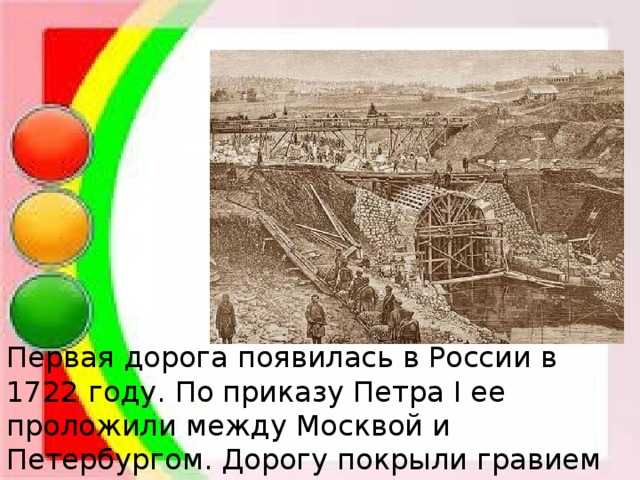 Первая дорога появилась в России в
1722 году. По приказу Петра I ее
проложили между Москвой и
Петербургом. Дорогу покрыли гравием